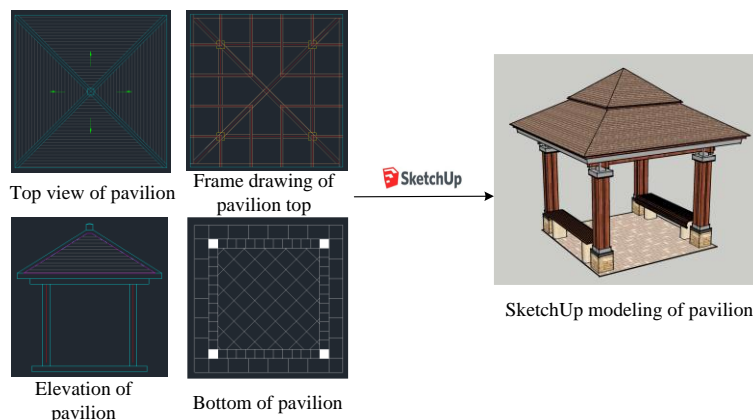 Top view of pavilion
Frame drawing of
pavilion top
SketchUp
SketchUp modeling of pavilion
Elevation of
pavilion
Bottom of pavilion